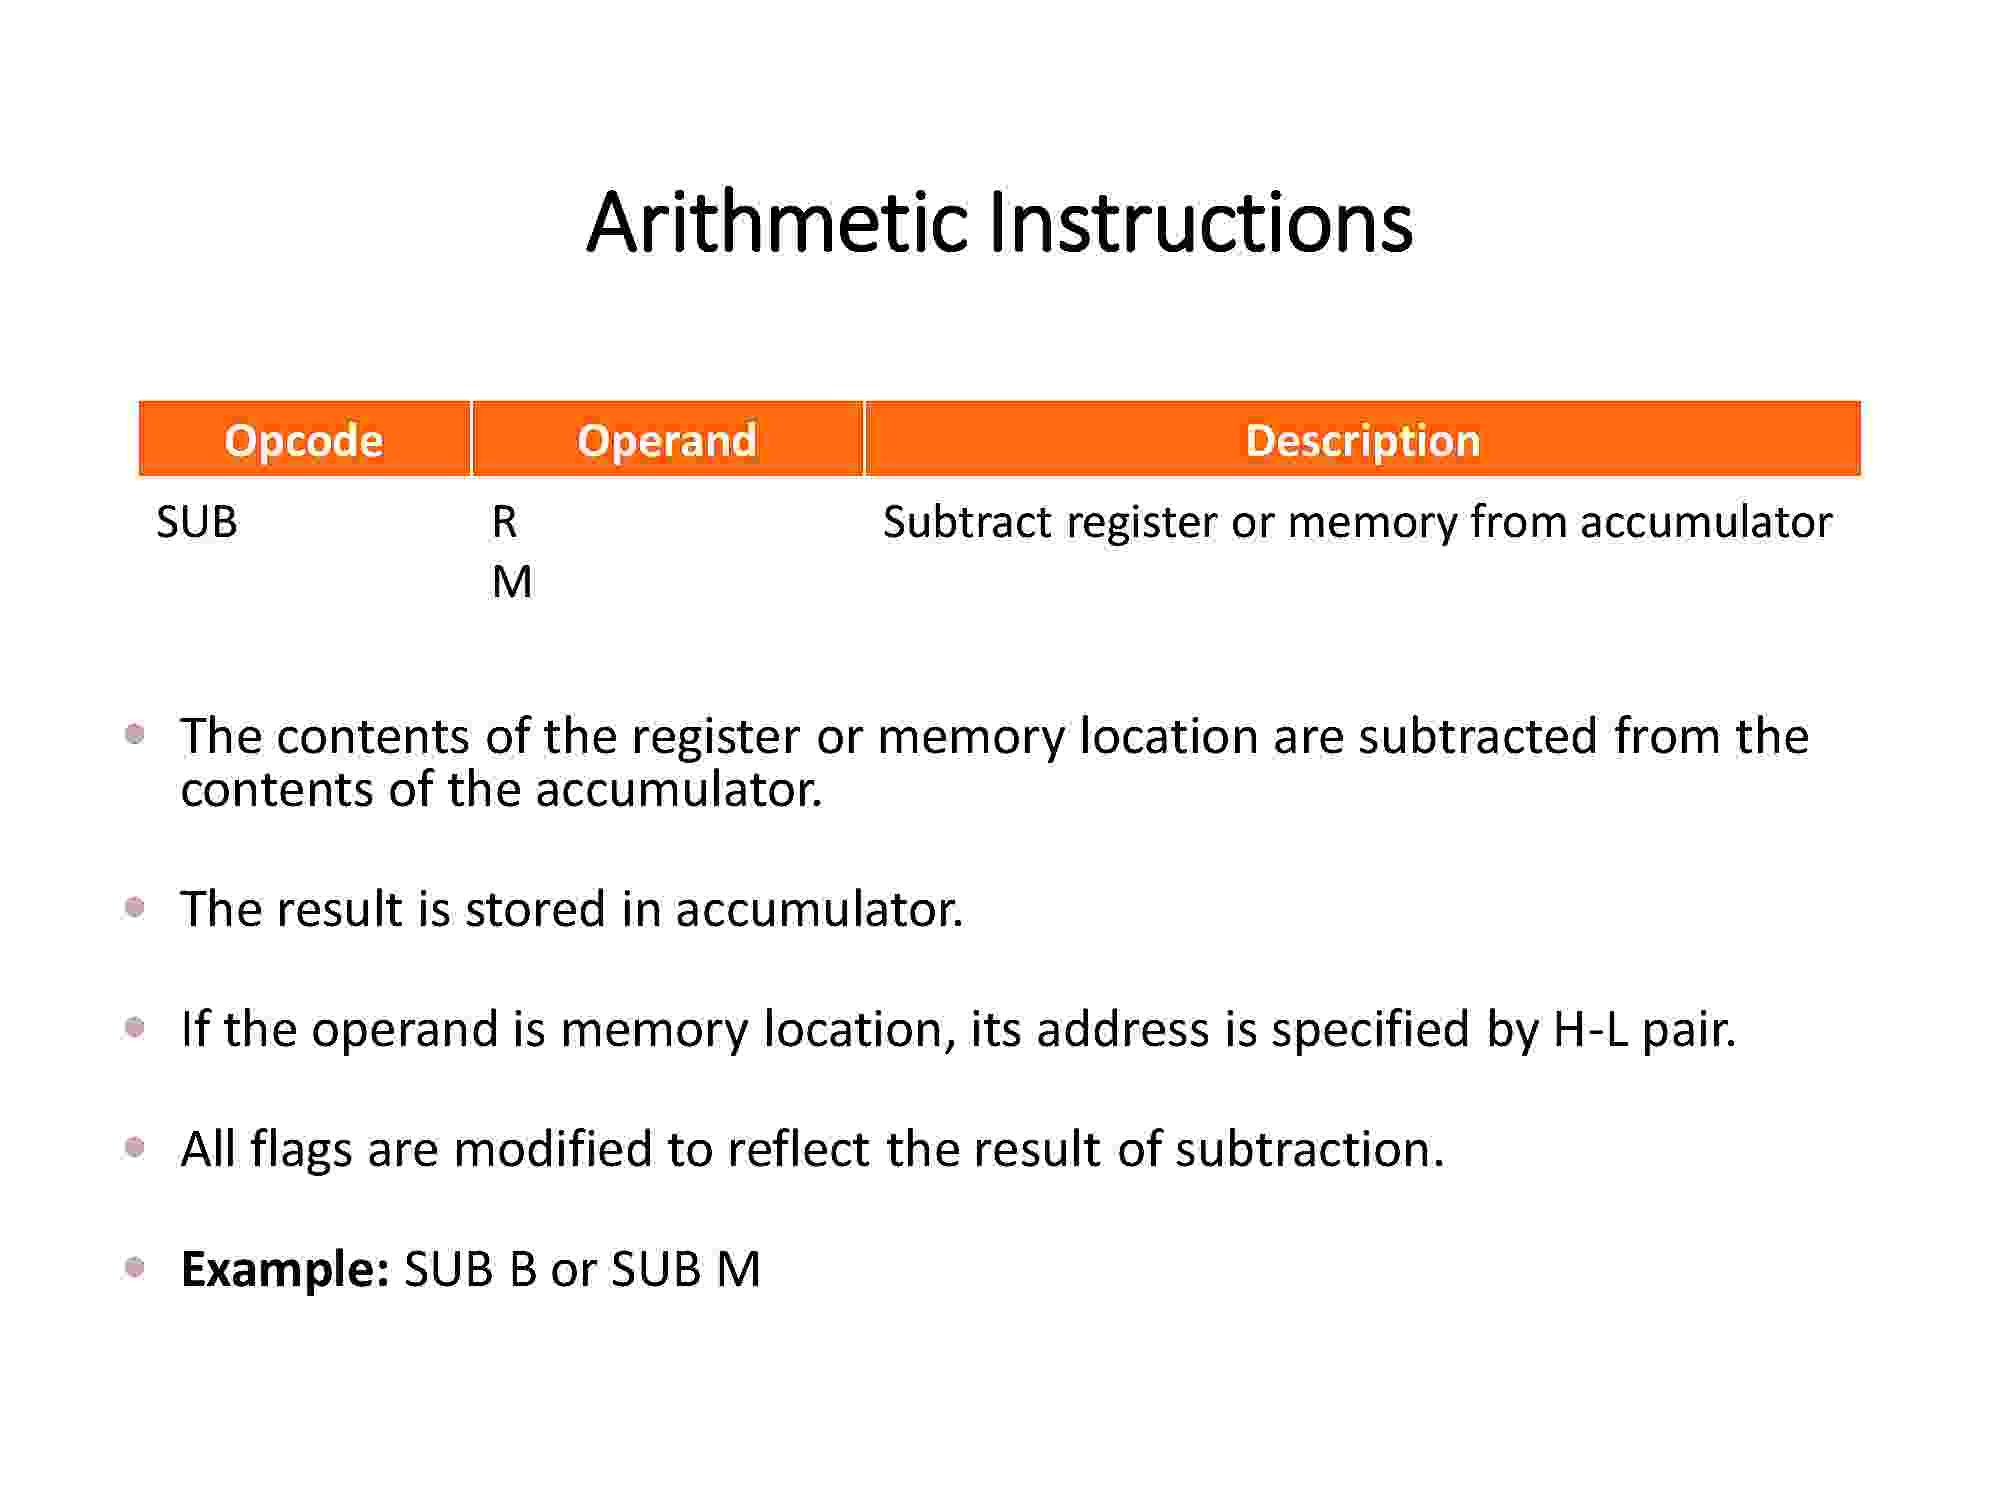 Arithmetic Instructions
Opcode Operand Description
SUB R Subtract register or memory from accumulator
M
• The contents of the register or memory location are subtracted from the
contents of the accumulator.
• The result is stored in accumulator.
• If the operand is memory location, its address is specified by H-L pair.
• All flags are modified to reflect the result of subtraction.
• Example: SUB B or SUB M